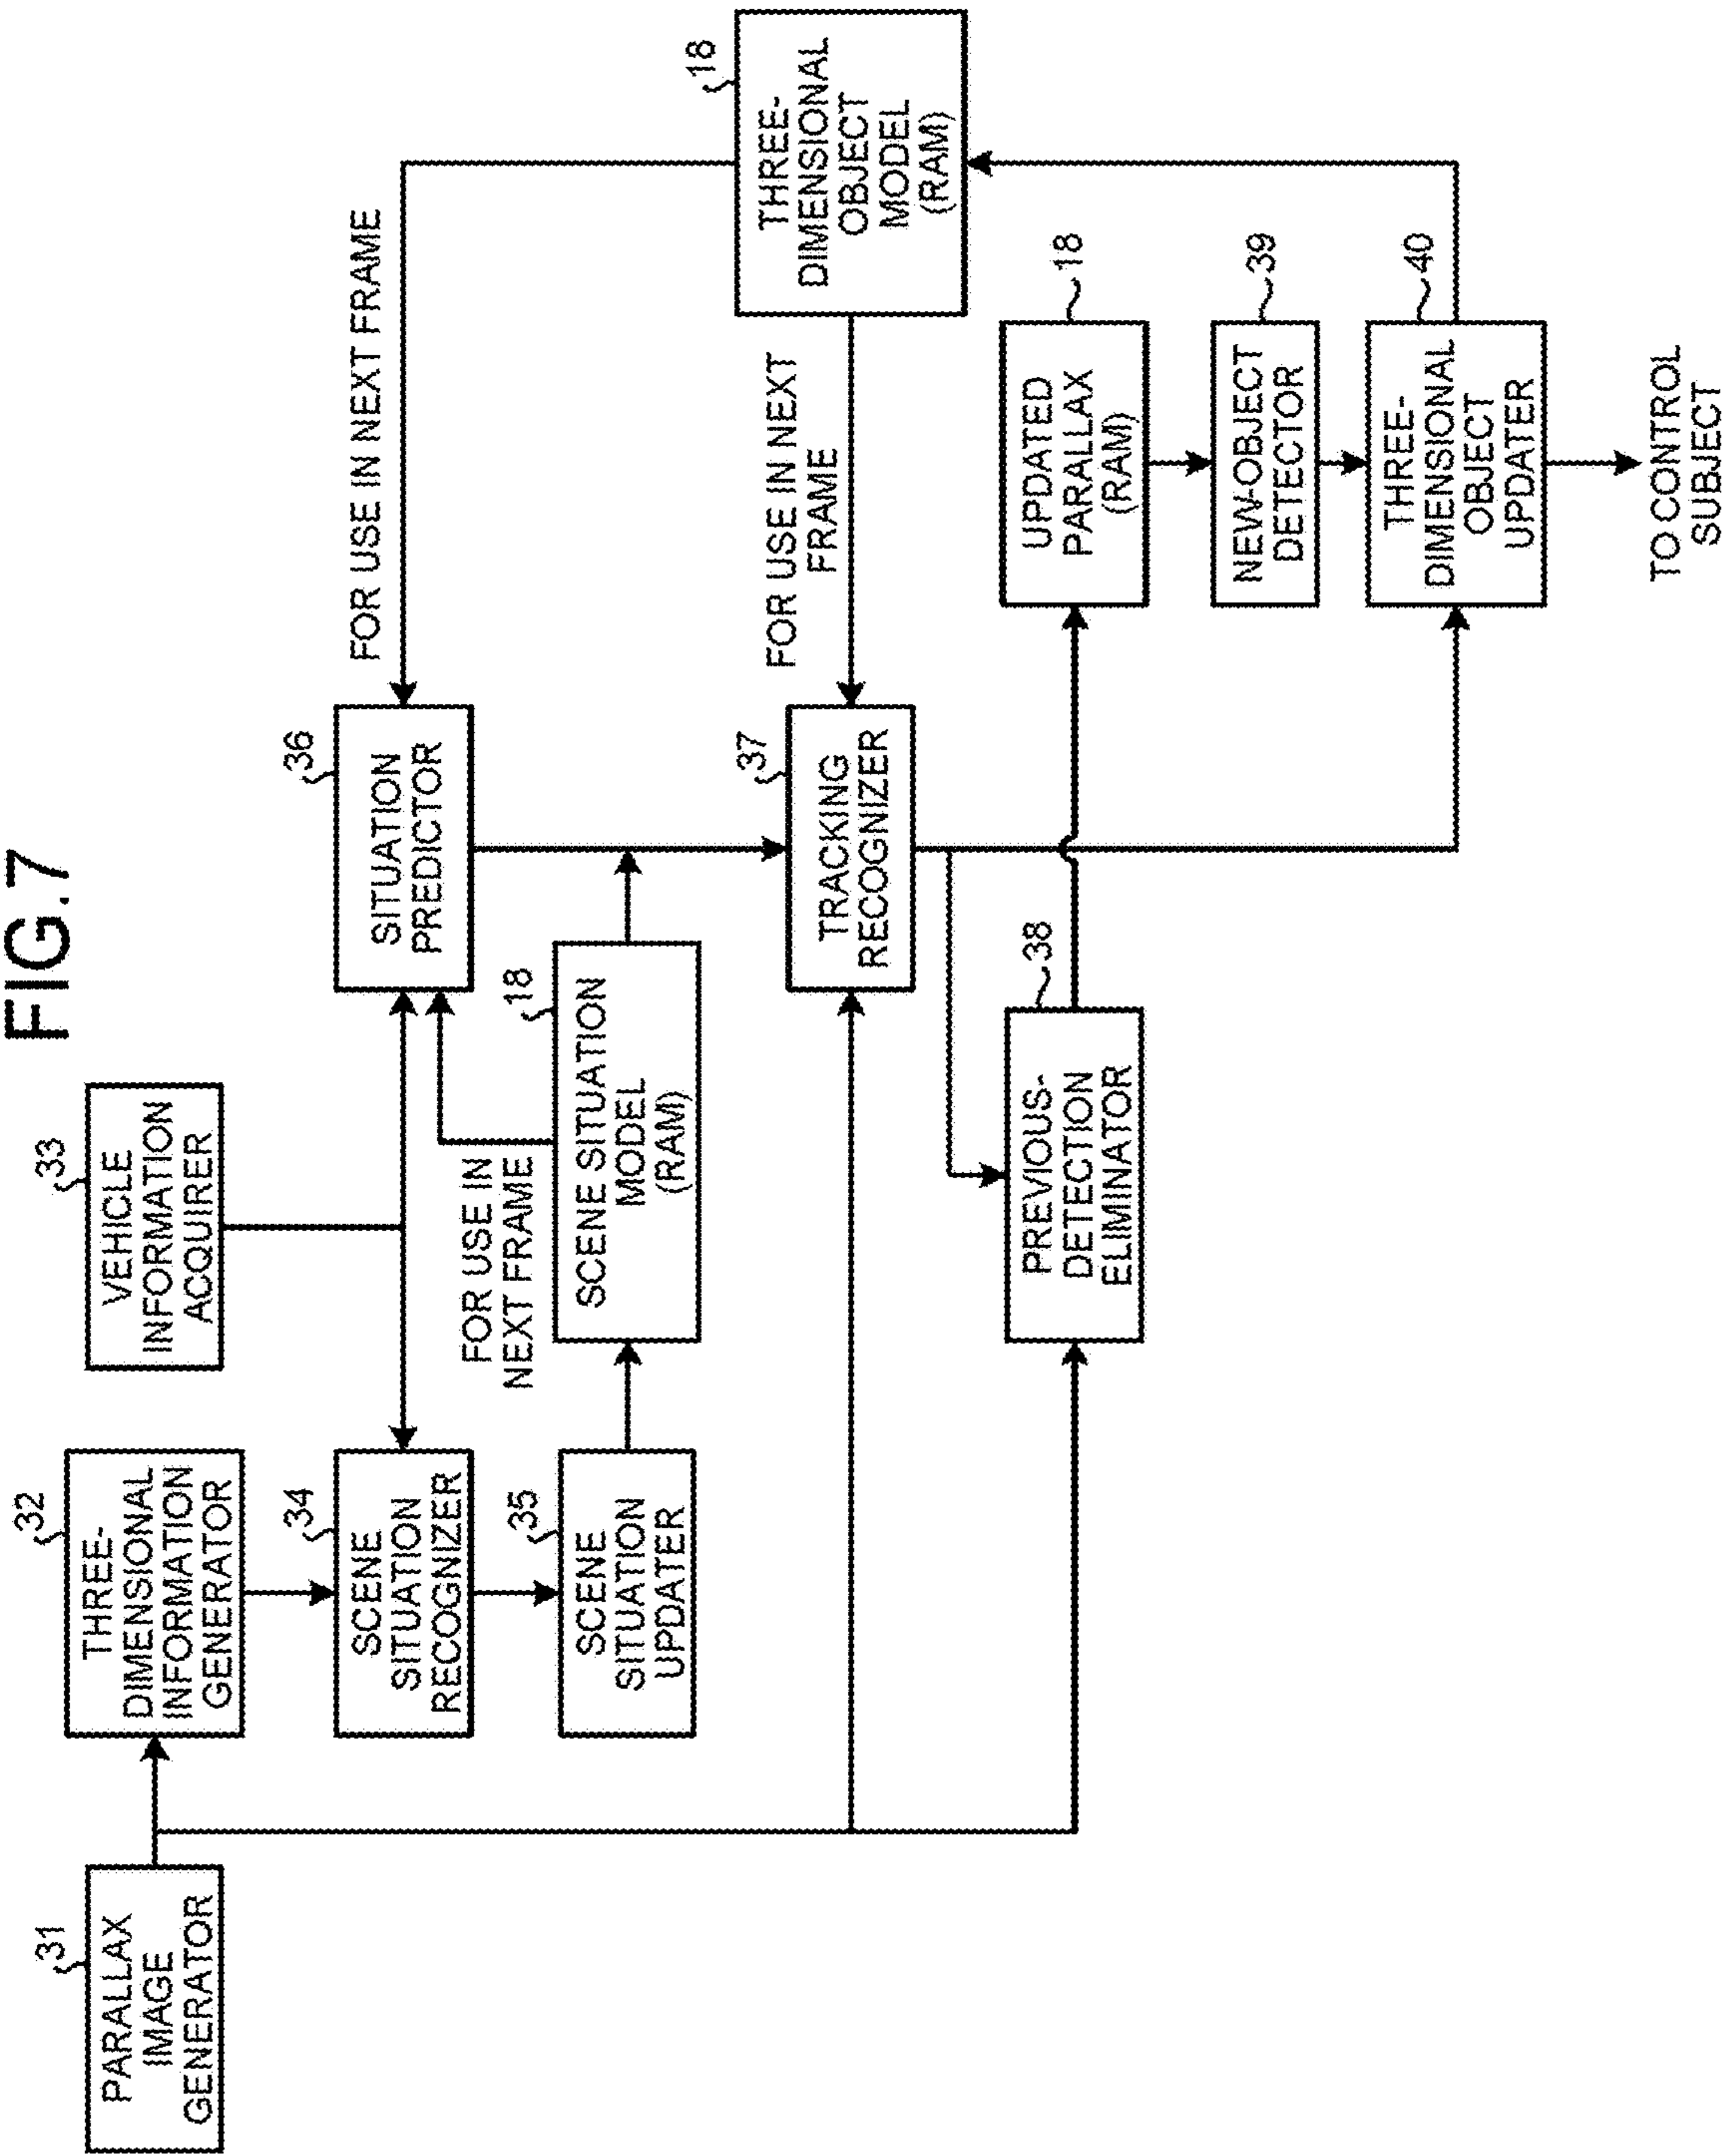 FIG.7
31
PARALLAX
IMAGE
GENERATOR
32
THREE-
DIMENSIONAL
INFORMATION
GENERATOR
33
VEHICLE
INFORMATION
ACQUIRER
34
SCENE
SITUATION
RECOGNIZER
36
SITUATION
PREDICTOR
FOR USE IN NEXT FRAME
FOR USE IN
NEXT FRAME
35
SCENE
SITUATION
UPDATER
18
SCENE SITUATION
MODEL
(RAM)
37
TRACKING
RECOGNIZER
FOR USE IN NEXT
FRAME
18
THREE-
DIMENSIONAL
OBJECT
MODEL
(RAM)
38
PREVIOUS-
DETECTION
ELIMINATOR
UPDATED
PARALLAX
(RAM)
18
NEW-OBJECT
DETECTOR
39
THREE-
DIMENSIONAL
OBJECT
UPDATER
40
TO CONTROL
SUBJECT